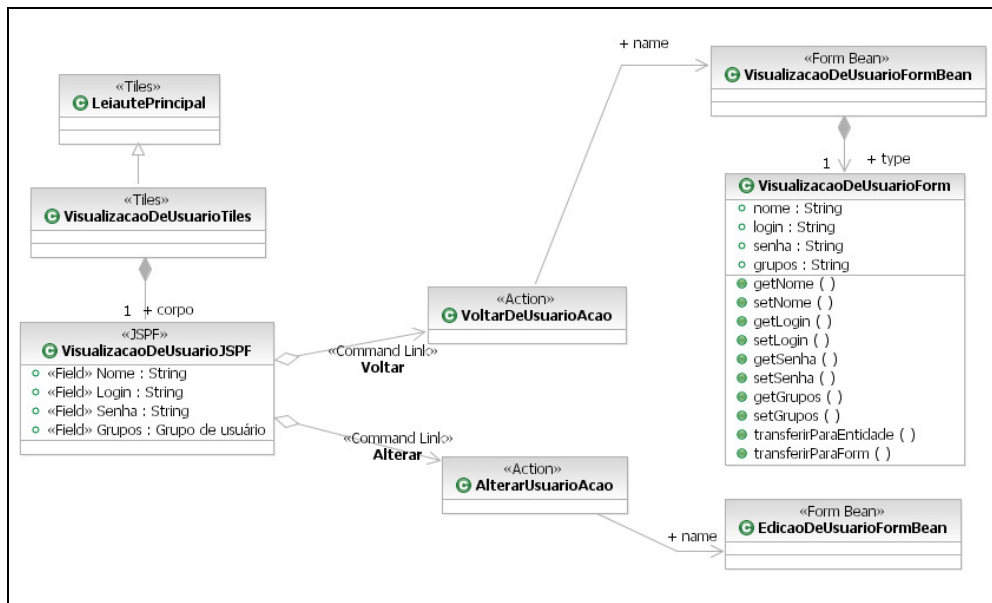 «Tiles»
LeiautePrincipal
«Tiles»
VisualizacaoDeUsuarioTiles
1 + corpo
«JSPF»
VisualizacaoDeUsuarioJSPF
«Field» Nome : String
«Field» Login : String
«Field» Senha : String
«Field» Grupos : Grupo de usuário
«Command Link»
Voltar
«Command Link»
Alterar
«Action»
VoltarDeUsuarioAcao
«Action»
AlterarUsuarioAcao
+ name
«Form Bean»
VisualizacaoDeUsuarioFormBean
1 + type
VisualizacaoDeUsuarioForm
nome : String
login : String
senha : String
grupos : String
getNome ( )
setNome ( )
getLogin ( )
setLogin ( )
getSenha ( )
setSenha ( )
getGrupos ( )
setGrupos ( )
transferirParaEntidade ( )
transferirParaForm ( )
+ name
«Form Bean»
EdicaoDeUsuarioFormBean